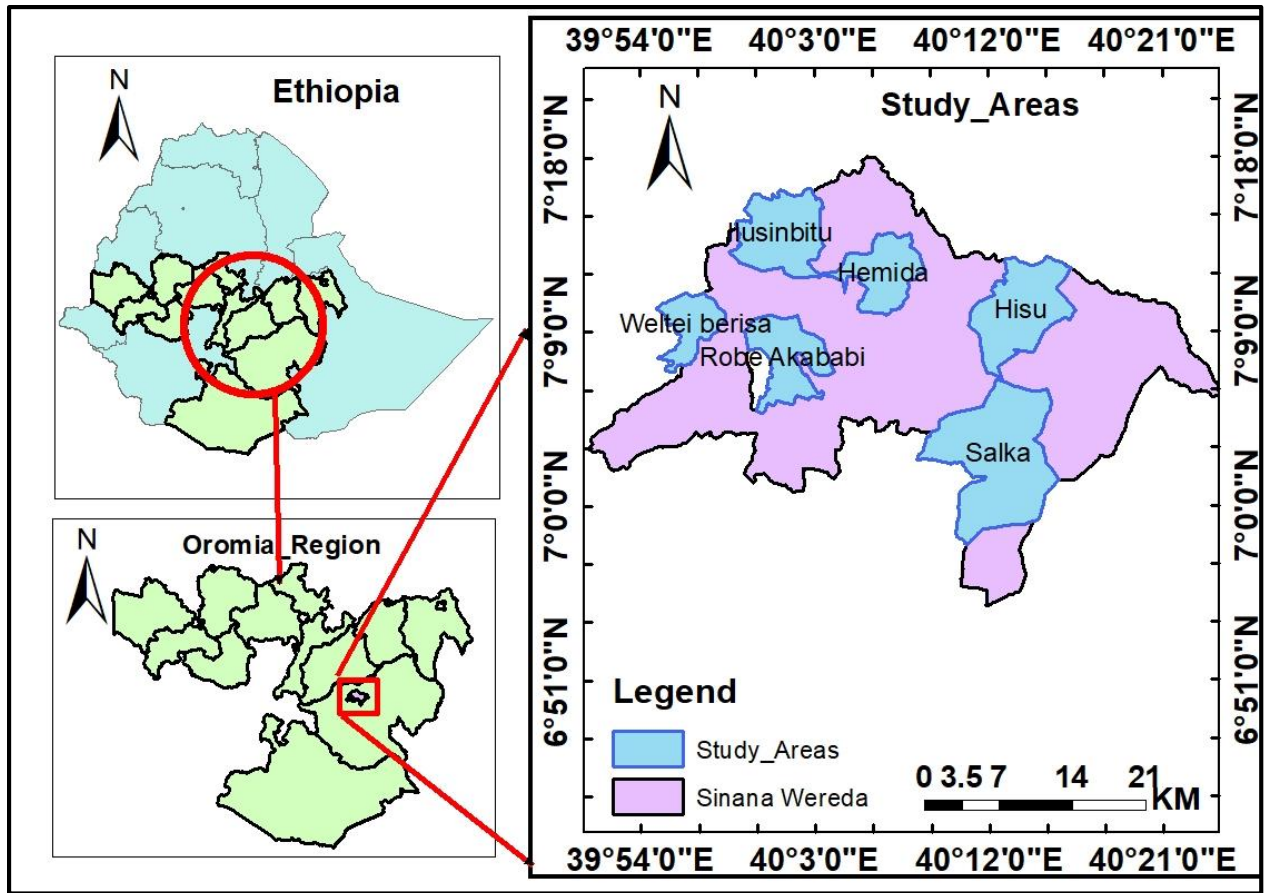 N
Ethiopia
N
Oromia_Region
39°54'0"E 40°3'0"E 40°12'0"E 40°21'0"E
N
Study_Areas
7°18'0"N
7°18'0"N
Hemida
Hisu
Weltei berisa
7°9'0"N
7°9'0"N
Robe Akababi
Salka
7°0'0"N
7°0'0"N
6°51'0"N
6°51'0"N
Legend
Study_Areas
Sinana Wereda
0 3.5 7 14 21
KM
39°54'0"E 40°3'0"E 40°12'0"E 40°21'0"E